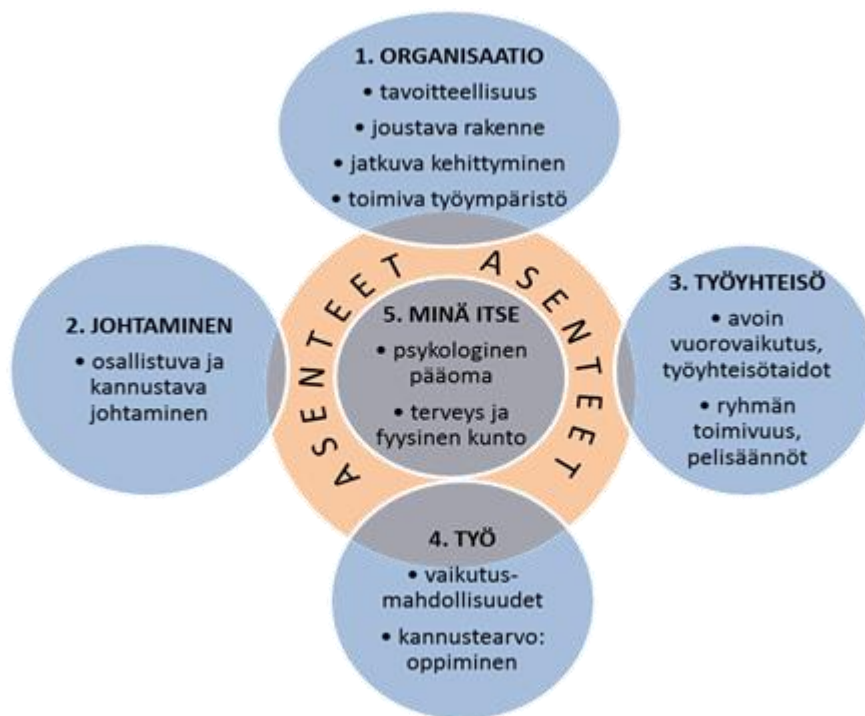 1. ORGANISAATIO
• tavoitteellisuus
• joustava rakenne
• jatkuva kehittyminen
• toimiva työympäristö
ASENTEET ASENTEET
2. JOHTAMINEN
• osallistuva ja
kannustava
johtaminen
5. MINÄ ITSE
• psykologinen
pääoma
• terveys ja
fyysinen kunto
3. TYÖYHTEISÖ
• avoin
vuorovaikutus,
työyhteisötaidot
• ryhmän
toimivuus,
pelisäännöt
4. TYÖ
• vaikutus-
mahdollisuudet
• kannustearvo:
oppiminen